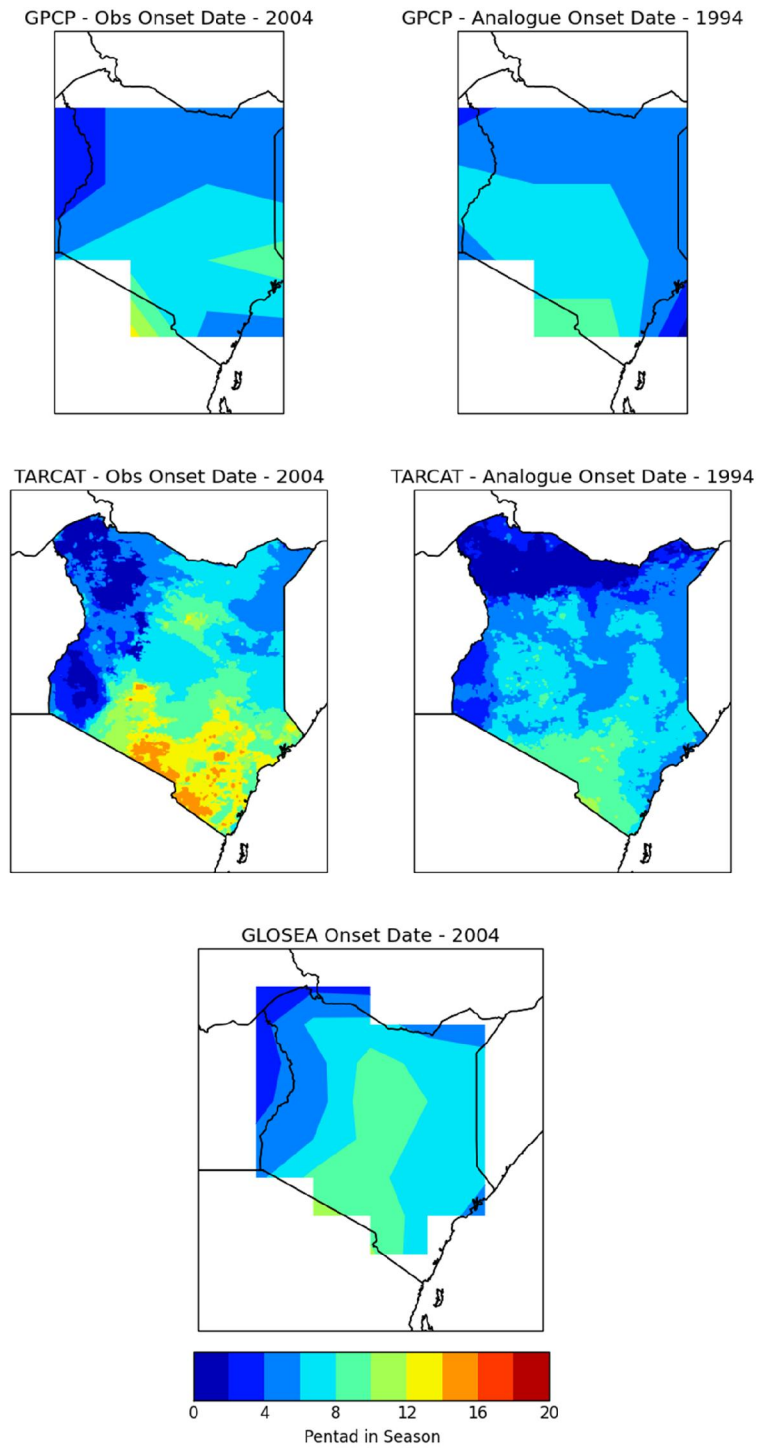 GPCP - Obs Onset Date - 2004
GPCP - Analogue Onset Date - 1994
TARCAT - Obs Onset Date - 2004
TARCAT - Analogue Onset Date - 1994
GLOSEA Onset Date - 2004
0 4 8 12 16 20
Pentad in Season